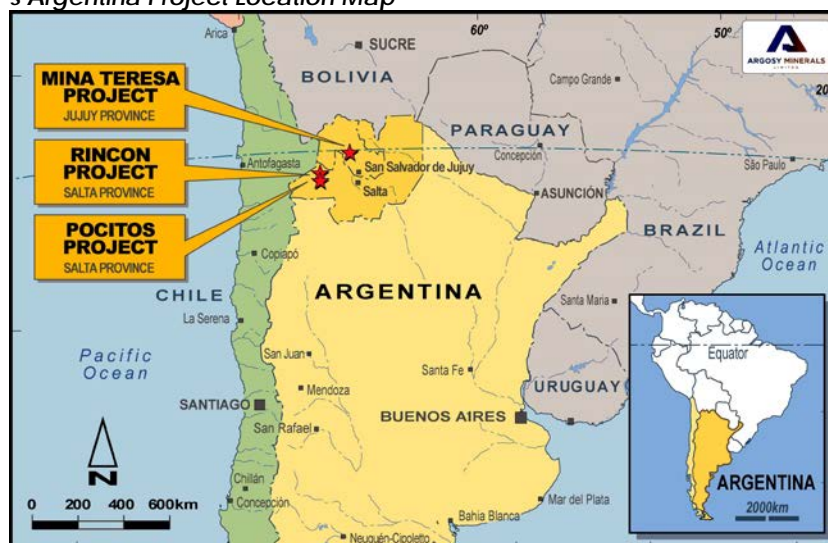 s Argentina Project Location Map
Arica
60°
50°
SUCRE
ARGOSY MINERALS
LIMITED
MINA TERESA
PROJECT
JUJUY PROVINCE
BOLIVIA
Campo Grande
20
PARAGUAY
RINCON
PROJECT
SALTA PROVINCE
Antofagasta
Concepción
São Paulo
San Salvador de Jujuy
Salta
ASUNCIÓN
POCITOS
PROJECT
SALTA PROVINCE
BRAZIL
Atlantic
Ocean
Copiapó
CHILE
ARGENTINA
Santa Maria
La Serena
Pacific
Ocean
San Juan
Santa Fe
Equator
Mendoza
URUGUAY
SANTIAGO
BUENOS AIRES
San Rafael
N
Chillán
ARGENTINA
0 200 400 600km
Concepción
Mar del Plata
2000km
Bahia Blanca
Neuquén-Cipoletto